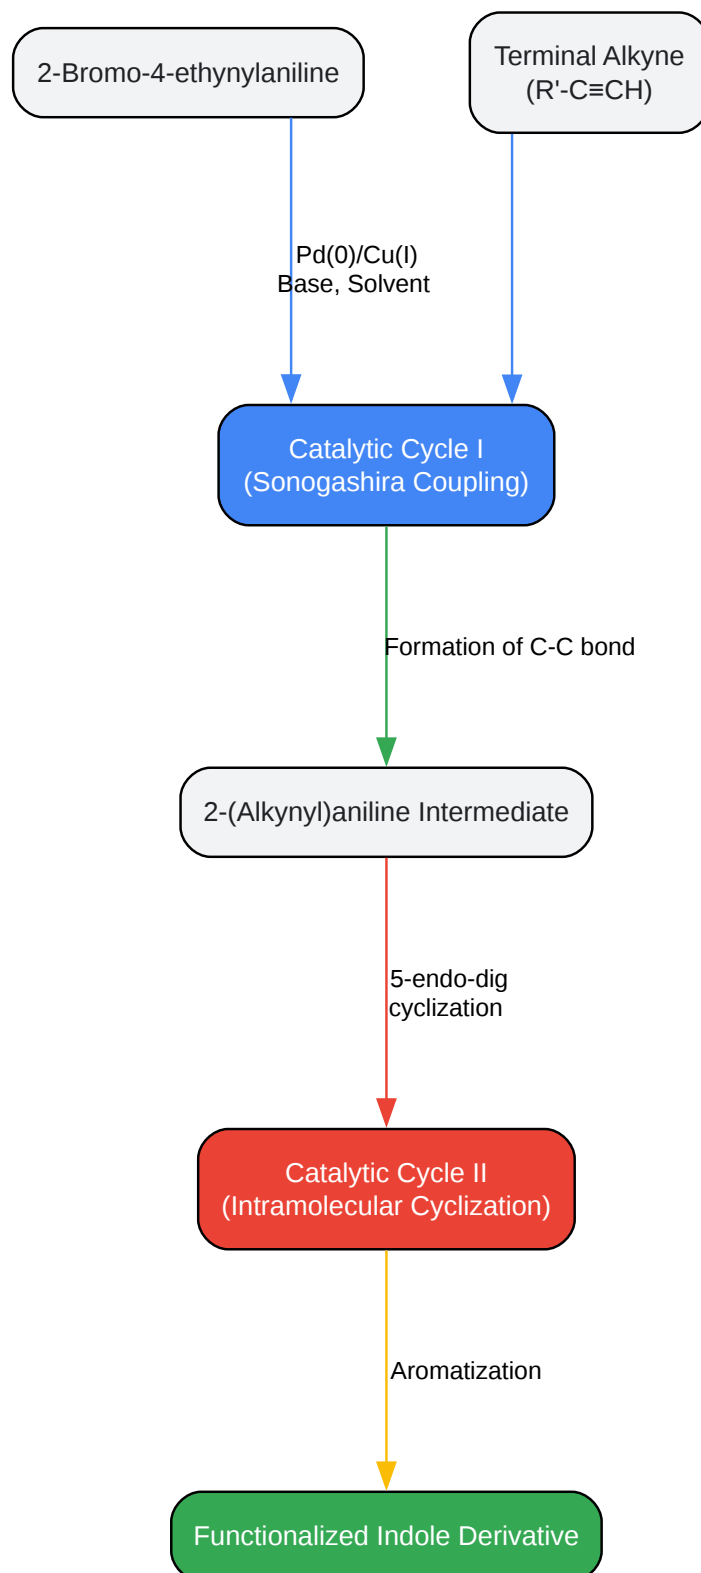 2-Bromo-4-ethynylaniline
Terminal Alkyne
(R'-C≡CH)
Pd(0)/Cu(I)
Base, Solvent
Catalytic Cycle I
(Sonogashira Coupling)
Formation of C-C bond
2-(Alkynyl)aniline Intermediate
5-endo-dig
cyclization
Catalytic Cycle II
(Intramolecular Cyclization)
Aromatization
Functionalized Indole Derivative